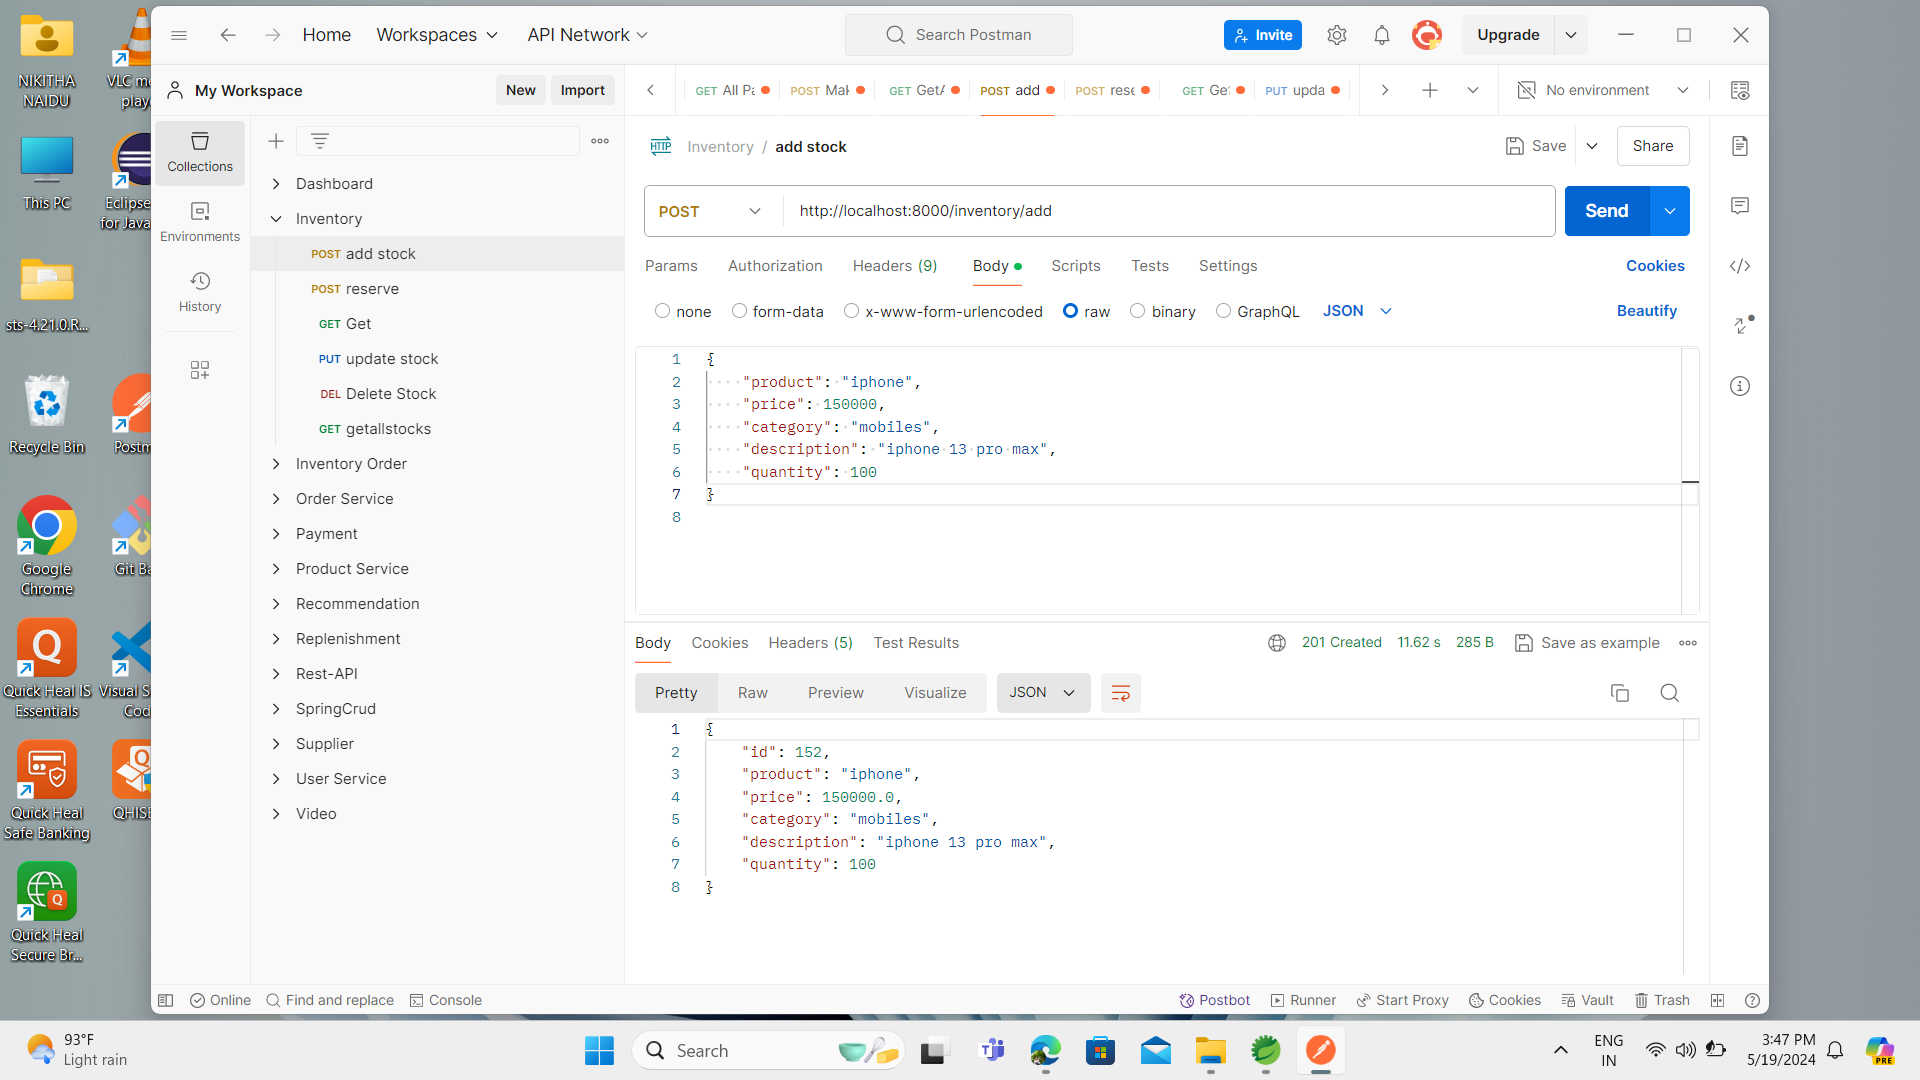 NIKITHA
NAIDU
VLC me
playe
This PC
Eclipse
for Java
sts-4.21.0.R...
Recycle Bin
Postm
Google
Chrome
Git Ba
Quick Heal IS
Essentials
Visual S
Cod
Quick Heal
Safe Banking
QHISE
Quick Heal
Secure Br...
Home Workspaces API Network
Search Postman
Invite
Upgrade
My Workspace
New Import
GET All Pa
POST Mak
GET GetA
POST add
POST rese
GET Get
PUT upda
No environment
Collections
Environments
History
Dashboard
Inventory
POST add stock
POST reserve
GET Get
PUT update stock
DEL Delete Stock
GET getallstocks
Inventory Order
Order Service
Payment
Product Service
Recommendation
Replenishment
Rest-API
SpringCrud
Supplier
User Service
Video
HTTP Inventory / add stock
Save Share
POST http://localhost:8000/inventory/add
Send
Params Authorization Headers (9) Body Scripts Tests Settings
Cookies
none form-data x-www-form-urlencoded raw binary GraphQL JSON
Beautify
1 {
2 "product": "iphone",
3 "price": 150000,
4 "category": "mobiles",
5 "description": "iphone 13 pro max",
6 "quantity": 100
7 }
8
Body Cookies Headers (5) Test Results
201 Created 11.62 s 285 B Save as example
Pretty Raw Preview Visualize JSON
1 {
2 "id": 152,
3 "product": "iphone",
4 "price": 150000.0,
5 "category": "mobiles",
6 "description": "iphone 13 pro max",
7 "quantity": 100
8 }
Online Find and replace Console
Postbot Runner Start Proxy Cookies Vault Trash
93°F
Light rain
Search
ENG
IN
3:47 PM
5/19/2024
PRE